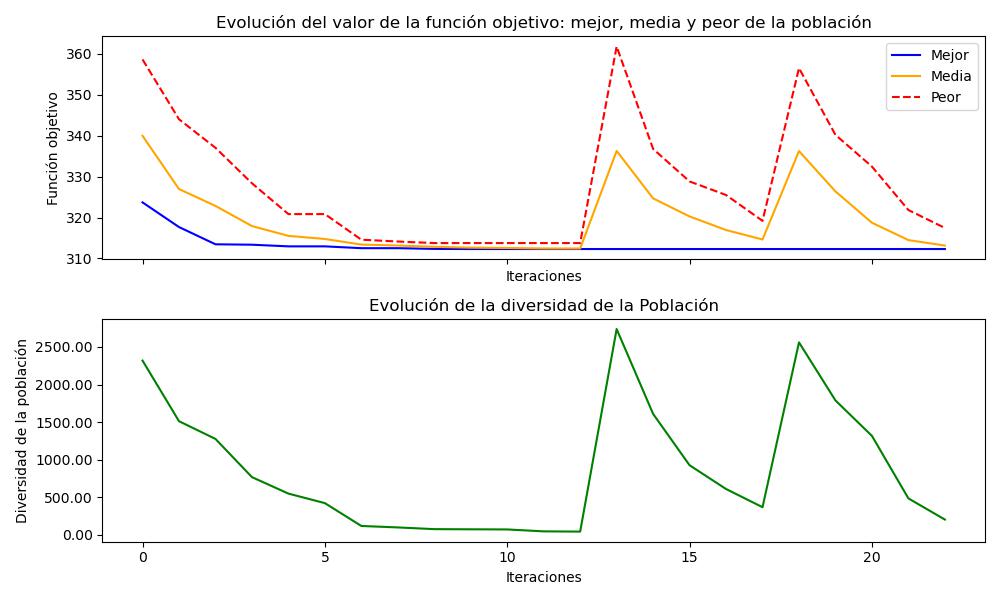 Evolución del valor de la función objetivo: mejor, media y peor de la población
Función objetivo
360
350
340
330
320
310
Mejor
Media
Peor
Iteraciones
Evolución de la diversidad de la Población
Diversidad de la población
2500.00
2000.00
1500.00
1000.00
500.00
0.00
0 5 10 15 20
Iteraciones